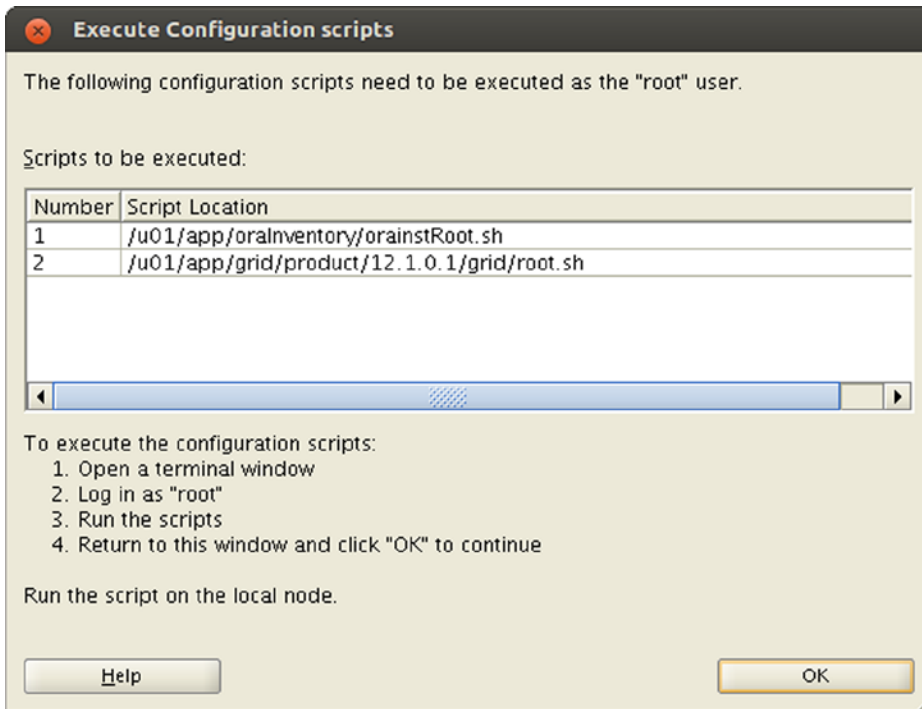 Execute Configuration scripts
The following configuration scripts need to be executed as the "root" user.
Scripts to be executed:
Number Script Location
1 /u01/app/oraInventory/orainstRoot.sh
2 /u01/app/grid/product/12.1.0.1/grid/root.sh
To execute the configuration scripts:
1. Open a terminal window
2. Log in as "root"
3. Run the scripts
4. Return to this window and click "OK" to continue
Run the script on the local node.
Help OK